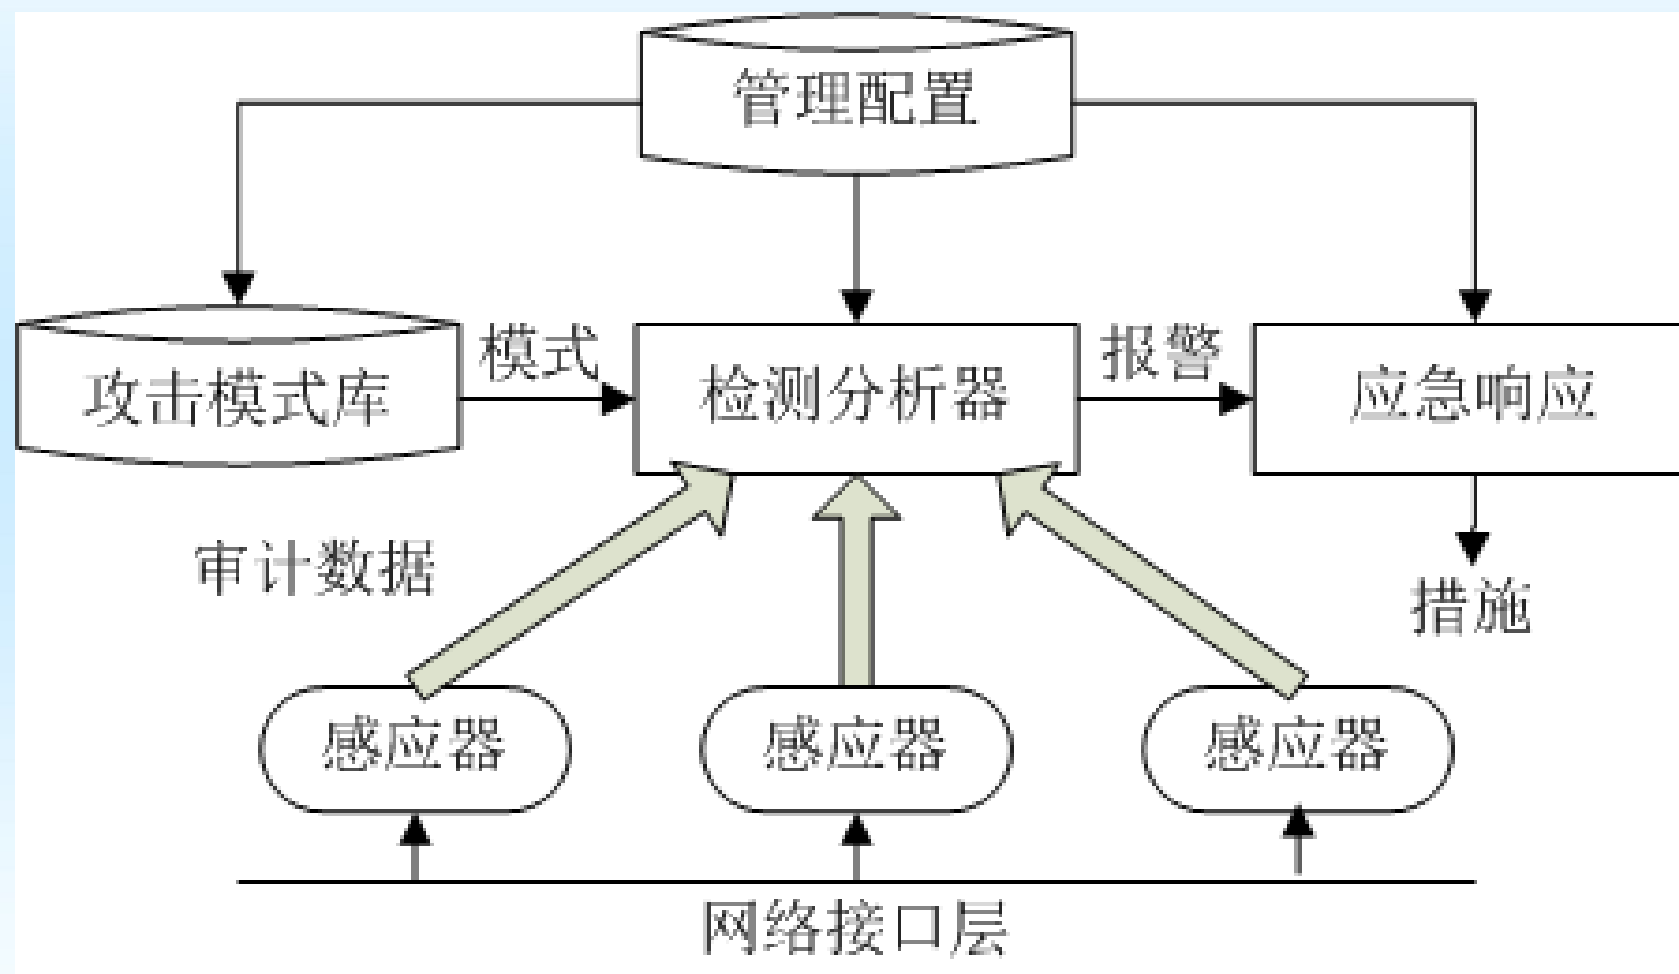 管理配置
模式
报警
攻击模式库
检测分析器
应急响应
审计数据
措施
感应器
感应器
感应器
网络接口层